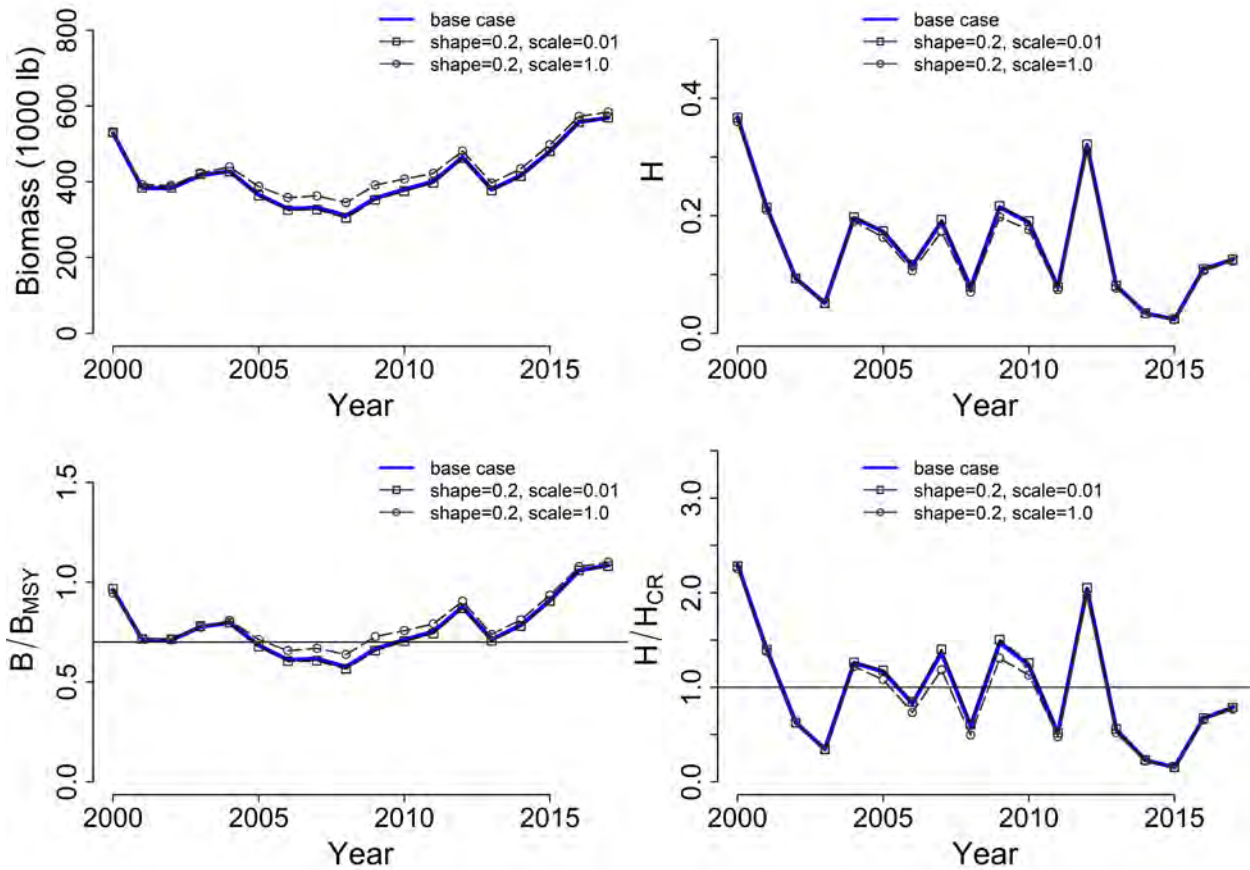 base case
shape=0.2, scale=0.01
shape=0.2, scale=1.0
Biomass (1000 lb)
0 200 400 600 800
2000 2005 2010 2015
Year
base case
shape=0.2, scale=0.01
shape=0.2, scale=1.0
H
0.0 0.2 0.4
2000 2005 2010 2015
Year
base case
shape=0.2, scale=0.01
shape=0.2, scale=1.0
B/BMSY
0.0 0.5 1.0 1.5
2000 2005 2010 2015
Year
base case
shape=0.2, scale=0.01
shape=0.2, scale=1.0
H/HCR
0.0 1.0 2.0 3.0
2000 2005 2010 2015
Year